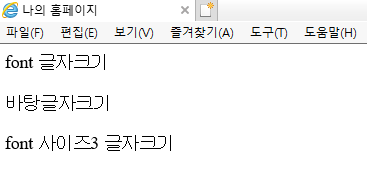 나의 홈페이지
파일(F) 편집(E) 보기(V) 즐겨찾기(A) 도구(T) 도움말(H)
font 글자크기
바탕글자크기
font 사이즈3 글자크기